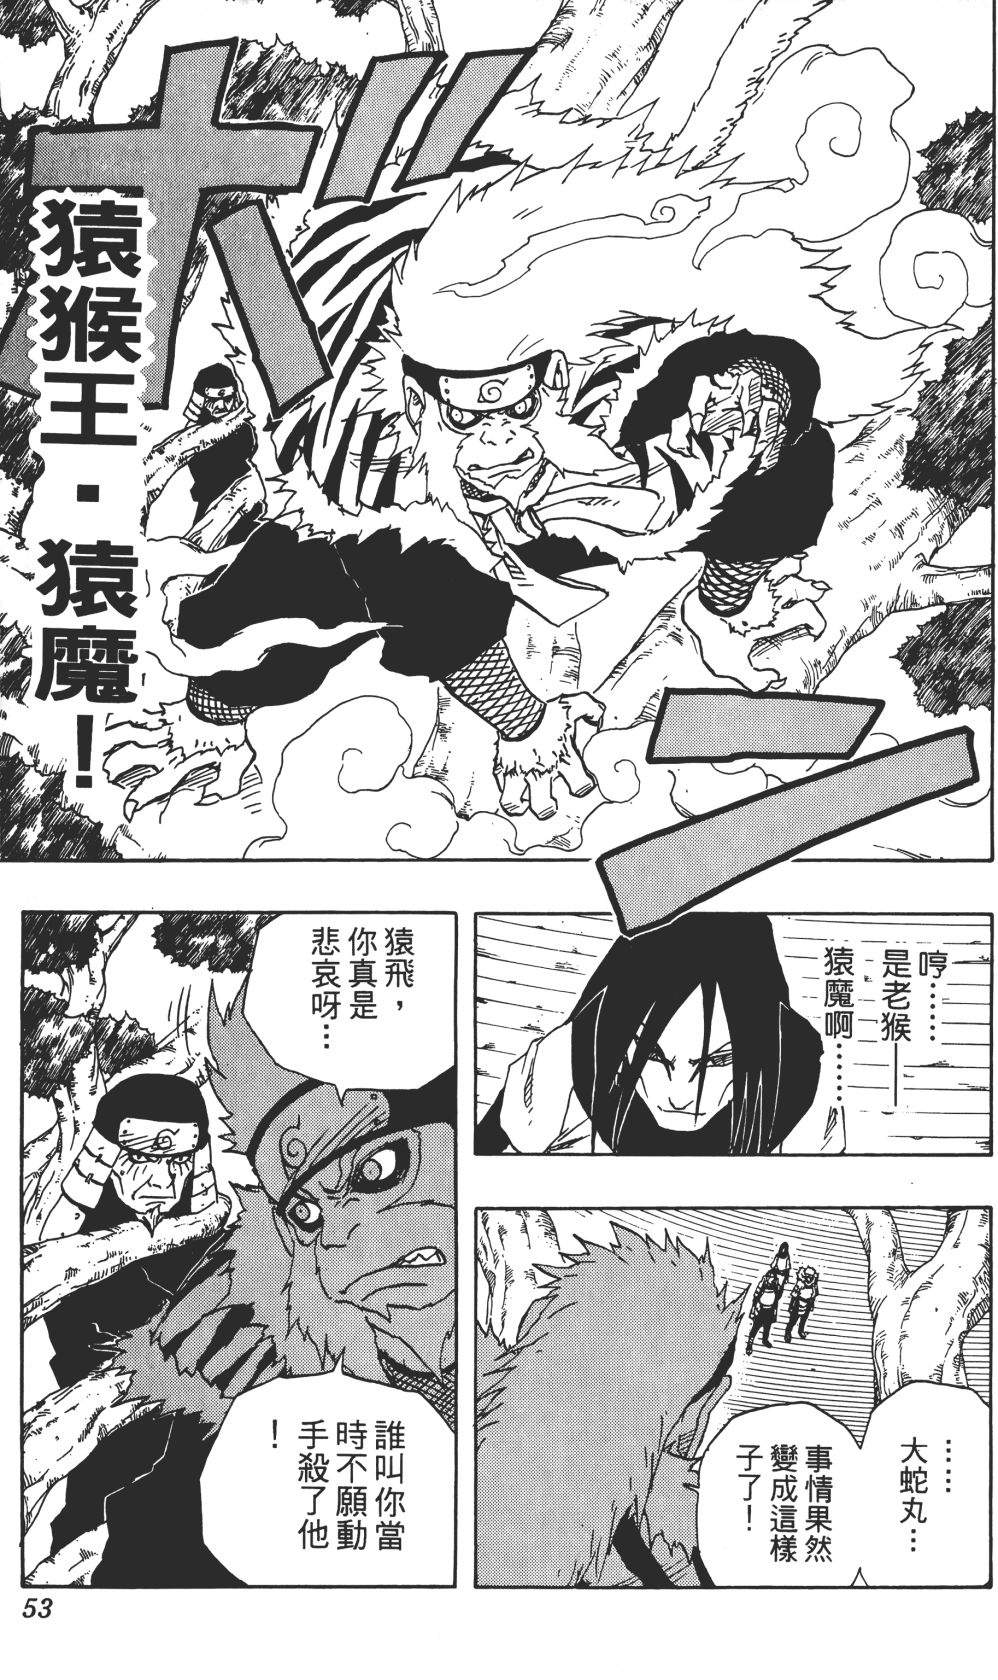 ボン
猿猴王·猿魔！
哼……
是老猴——
猿魔啊……
……
大蛇丸…
事情果然
變成這樣
子了！
猿飛，
你真是
悲哀呀…
誰叫你當
時不願動
手殺了他
！
53